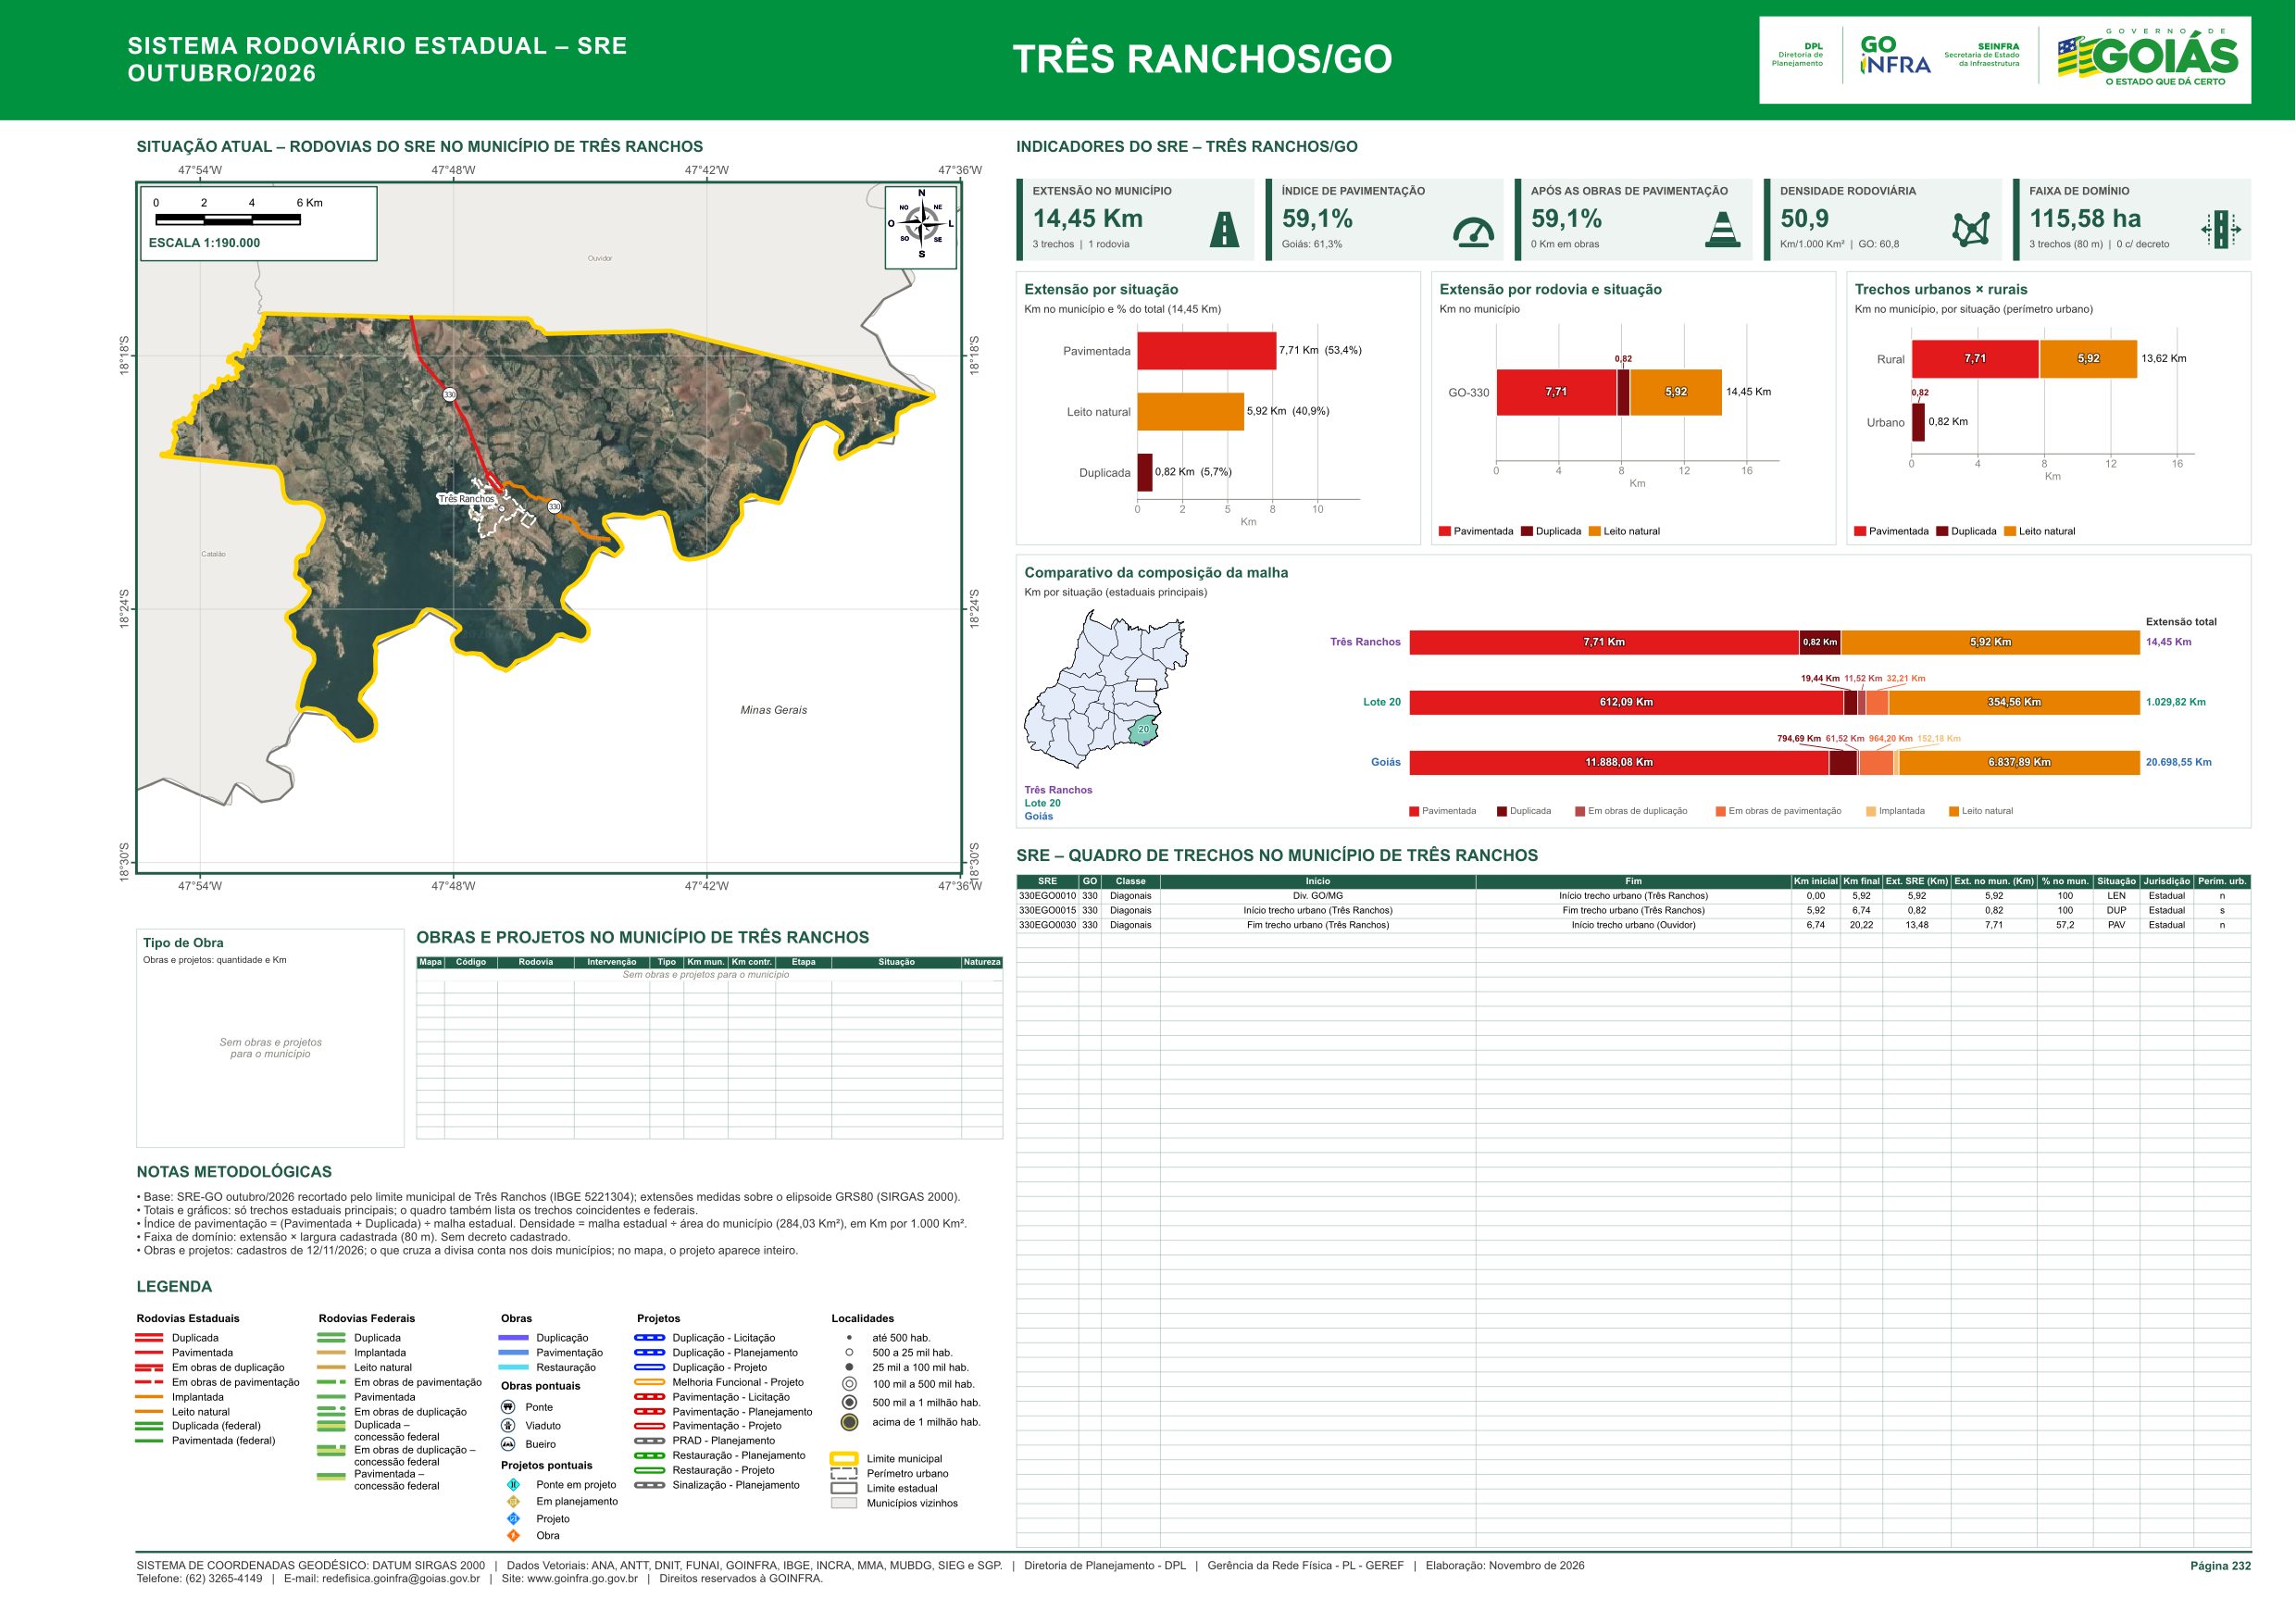 SISTEMA RODOVIÁRIO ESTADUAL – SRE
OUTUBRO/2026
TRÊS RANCHOS/GO
DPL
Diretoria de
Planejamento
GO
INFRA
SEINFRA
Secretaria de Estado
da Infraestrutura
GOVERNO DE
GOIÁS
O ESTADO QUE DÁ CERTO
SITUAÇÃO ATUAL – RODOVIAS DO SRE NO MUNICÍPIO DE TRÊS RANCHOS
47°54'W 47°48'W 47°42'W 47°36'W
0 2 4 6 Km
ESCALA 1:190.000
N
NO NE
O L
SO SE
S
Ouvidor
18°18'S 18°18'S
330
Três Ranchos
330
Catalão
18°24'S 18°24'S
Minas Gerais
18°30'S 18°30'S
47°54'W 47°48'W 47°42'W 47°36'W
INDICADORES DO SRE – TRÊS RANCHOS/GO
EXTENSÃO NO MUNICÍPIO
14,45 Km
3 trechos | 1 rodovia
ÍNDICE DE PAVIMENTAÇÃO
59,1%
Goiás: 61,3%
APÓS AS OBRAS DE PAVIMENTAÇÃO
59,1%
0 Km em obras
DENSIDADE RODOVIÁRIA
50,9
Km/1.000 Km² | GO: 60,8
FAIXA DE DOMÍNIO
115,58 ha
3 trechos (80 m) | 0 c/ decreto
Extensão por situação
Km no município e % do total (14,45 Km)
Pavimentada 7,71 Km (53,4%)
Leito natural 5,92 Km (40,9%)
Duplicada 0,82 Km (5,7%)
0 2 5 8 10
Km
Extensão por rodovia e situação
Km no município
0,82
GO-330 7,71 5,92 14,45 Km
0 4 8 12 16
Km
Pavimentada Duplicada Leito natural
Trechos urbanos × rurais
Km no município, por situação (perímetro urbano)
Rural 7,71 5,92 13,62 Km
0,82
Urbano 0,82 Km
0 4 8 12 16
Km
Pavimentada Duplicada Leito natural
Comparativo da composição da malha
Km por situação (estaduais principais)
20
Três Ranchos
Lote 20
Goiás
Extensão total
Três Ranchos 7,71 Km 0,82 Km 5,92 Km 14,45 Km
19,44 Km 11,52 Km 32,21 Km
Lote 20 612,09 Km 354,56 Km 1.029,82 Km
794,69 Km 61,52 Km 964,20 Km 152,18 Km
Goiás 11.888,08 Km 6.837,89 Km 20.698,55 Km
Pavimentada Duplicada Em obras de duplicação Em obras de pavimentação Implantada Leito natural
SRE – QUADRO DE TRECHOS NO MUNICÍPIO DE TRÊS RANCHOS
SRE GO Classe Início Fim Km inicial Km final Ext. SRE (Km) Ext. no mun. (Km) % no mun. Situação Jurisdição Perím. urb.
330EGO0010 330 Diagonais Div. GO/MG Início trecho urbano (Três Ranchos) 0,00 5,92 5,92 5,92 100 LEN Estadual n
330EGO0015 330 Diagonais Início trecho urbano (Três Ranchos) Fim trecho urbano (Três Ranchos) 5,92 6,74 0,82 0,82 100 DUP Estadual s
330EGO0030 330 Diagonais Fim trecho urbano (Três Ranchos) Início trecho urbano (Ouvidor) 6,74 20,22 13,48 7,71 57,2 PAV Estadual n
Tipo de Obra
Obras e projetos: quantidade e Km
Sem obras e projetos
para o município
OBRAS E PROJETOS NO MUNICÍPIO DE TRÊS RANCHOS
Mapa Código Rodovia Intervenção Tipo Km mun. Km contr. Etapa Situação Natureza
Sem obras e projetos para o município
NOTAS METODOLÓGICAS
• Base: SRE-GO outubro/2026 recortado pelo limite municipal de Três Ranchos (IBGE 5221304); extensões medidas sobre o elipsoide GRS80 (SIRGAS 2000).
• Totais e gráficos: só trechos estaduais principais; o quadro também lista os trechos coincidentes e federais.
• Índice de pavimentação = (Pavimentada + Duplicada) ÷ malha estadual. Densidade = malha estadual ÷ área do município (284,03 Km²), em Km por 1.000 Km².
• Faixa de domínio: extensão × largura cadastrada (80 m). Sem decreto cadastrado.
• Obras e projetos: cadastros de 12/11/2026; o que cruza a divisa conta nos dois municípios; no mapa, o projeto aparece inteiro.
LEGENDA
Rodovias Estaduais
Duplicada
Pavimentada
Em obras de duplicação
Em obras de pavimentação
Implantada
Leito natural
Duplicada (federal)
Pavimentada (federal)
Rodovias Federais
Duplicada
Implantada
Leito natural
Em obras de pavimentação
Pavimentada
Em obras de duplicação
Duplicada –
concessão federal
Em obras de duplicação –
concessão federal
Pavimentada –
concessão federal
Obras
Duplicação
Pavimentação
Restauração
Obras pontuais
Ponte
Viaduto
Bueiro
Projetos pontuais
Ponte em projeto
Em planejamento
Projeto
Obra
Projetos
Duplicação - Licitação
Duplicação - Planejamento
Duplicação - Projeto
Melhoria Funcional - Projeto
Pavimentação - Licitação
Pavimentação - Planejamento
Pavimentação - Projeto
PRAD - Planejamento
Restauração - Planejamento
Restauração - Projeto
Sinalização - Planejamento
Localidades
até 500 hab.
500 a 25 mil hab.
25 mil a 100 mil hab.
100 mil a 500 mil hab.
500 mil a 1 milhão hab.
acima de 1 milhão hab.
Limite municipal
Perímetro urbano
Limite estadual
Municípios vizinhos
SISTEMA DE COORDENADAS GEODÉSICO: DATUM SIRGAS 2000 | Dados Vetoriais: ANA, ANTT, DNIT, FUNAI, GOINFRA, IBGE, INCRA, MMA, MUBDG, SIEG e SGP. | Diretoria de Planejamento - DPL | Gerência da Rede Física - PL - GEREF | Elaboração: Novembro de 2026
Página 232
Telefone: (62) 3265-4149 | E-mail: redefisica.goinfra@goias.gov.br | Site: www.goinfra.go.gov.br | Direitos reservados à GOINFRA.